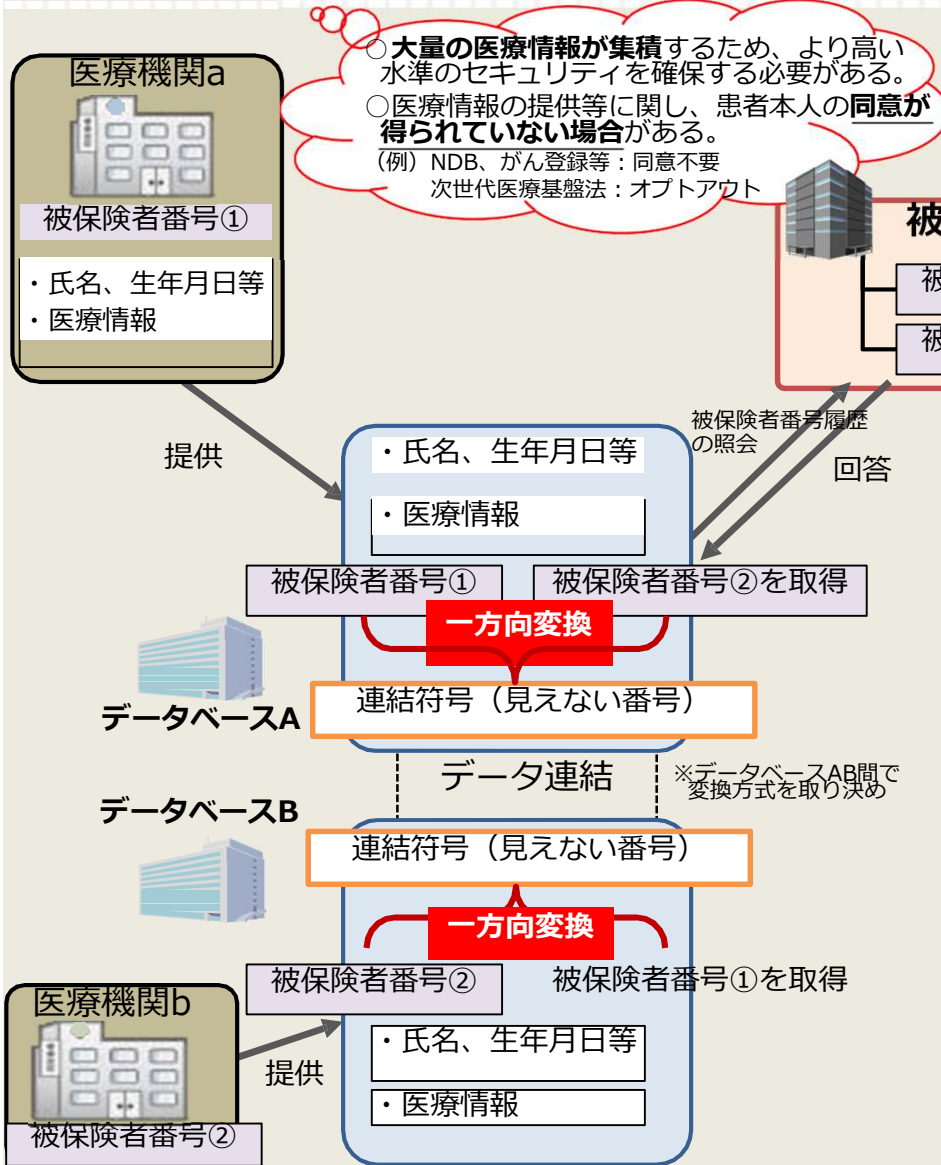 ○大量の医療情報が集積するため、より高い
水準のセキュリティを確保する必要がある。
○医療情報の提供等に関し、患者本人の同意が
得られていない場合がある。
（例）NDB、がん登録等：同意不要
次世代医療基盤法：オプトアウト
医療機関a
被保険者番号①
・氏名、生年月日等
・医療情報
被
被
被
提供
被保険者番号履歴
の照会
回答
・氏名、生年月日等
・医療情報
被保険者番号①
被保険者番号②を取得
一方向変換
連結符号（見えない番号）
データベースA
データ連結
※データベースAB間で
変換方式を取り決め
データベースB
連結符号（見えない番号）
一方向変換
被保険者番号②
被保険者番号①を取得
医療機関b
・氏名、生年月日等
提供
・医療情報
被保険者番号②